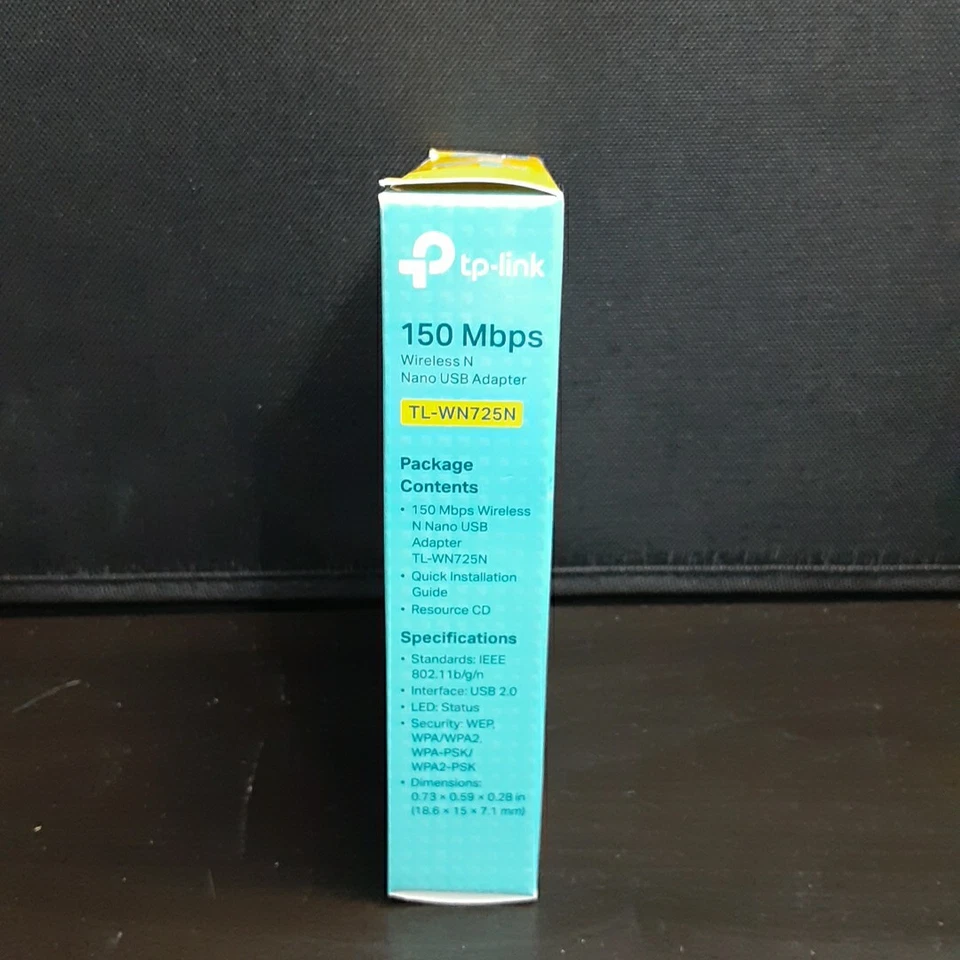 tp-link
150 Mbps
Wireless N
Nano USB Adapter
TL-WN725N
Package
Contents
• 150 Mbps Wireless
N Nano USB
Adapter
TL-WN725N
• Quick Installation
Guide
• Resource CD
Specifications
• Standards: IEEE
802.11b/g/n
• Interface: USB 2.0
• LED: Status
• Security: WEP,
WPA/WPA2,
WPA-PSK/
WPA2-PSK
• Dimensions:
0.73 × 0.59 × 0.28 in
(18.6 × 15 × 7.1 mm)